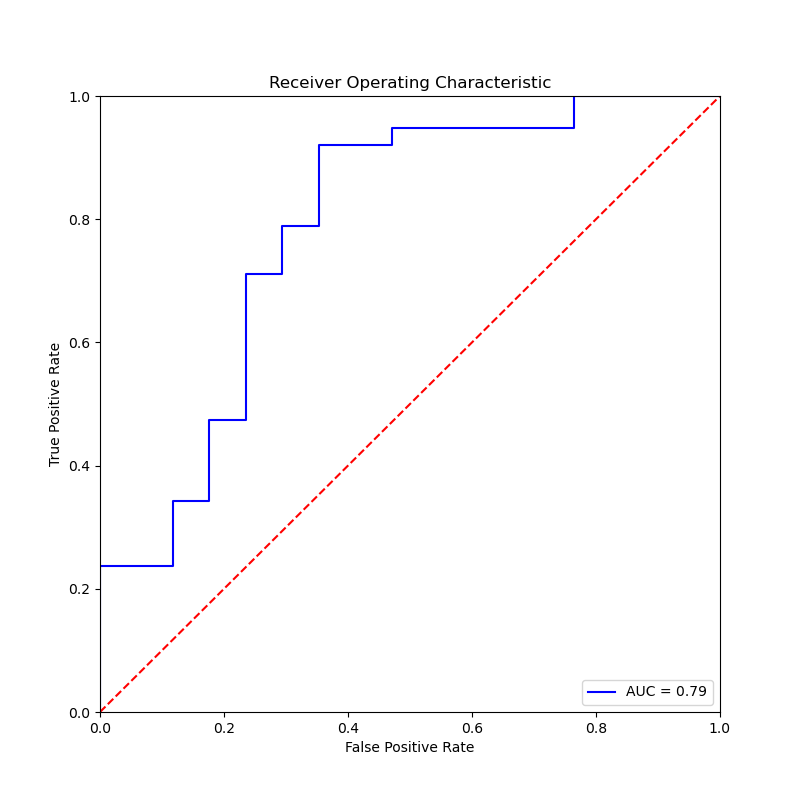 Receiver Operating Characteristic
True Positive Rate
1.0
0.8
0.6
0.4
0.2
0.0
AUC = 0.79
0.0 0.2 0.4 0.6 0.8 1.0
False Positive Rate